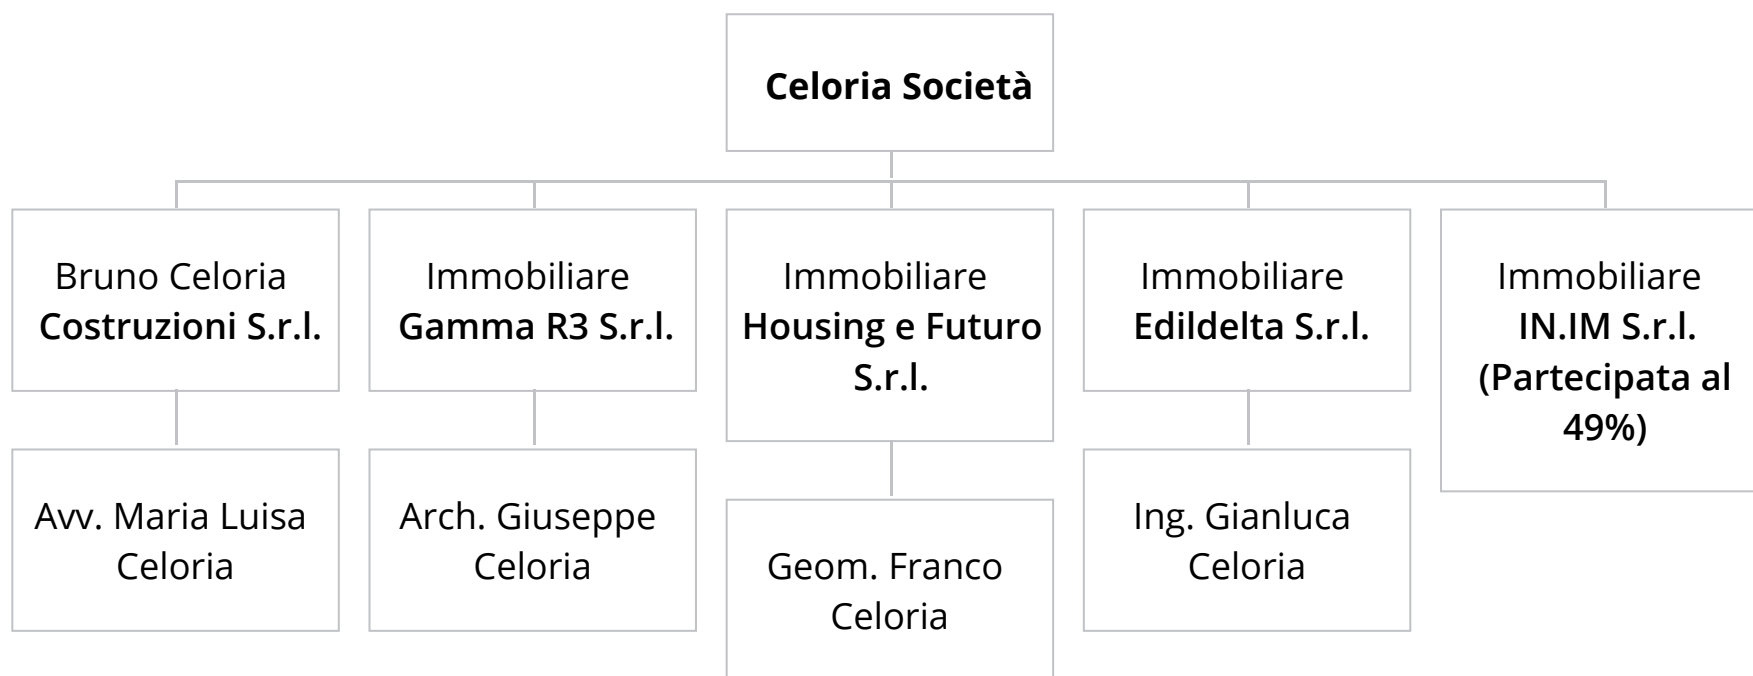 Celoria Società
Bruno Celoria
Costruzioni S.r.l.
Immobiliare
Gamma R3 S.r.l.
Immobiliare
Housing e Futuro
S.r.l.
Immobiliare
Edildelta S.r.l.
Immobiliare
IN.IM S.r.l.
(Partecipata al
49%)
Avv. Maria Luisa
Celoria
Arch. Giuseppe
Celoria
Geom. Franco
Celoria
Ing. Gianluca
Celoria